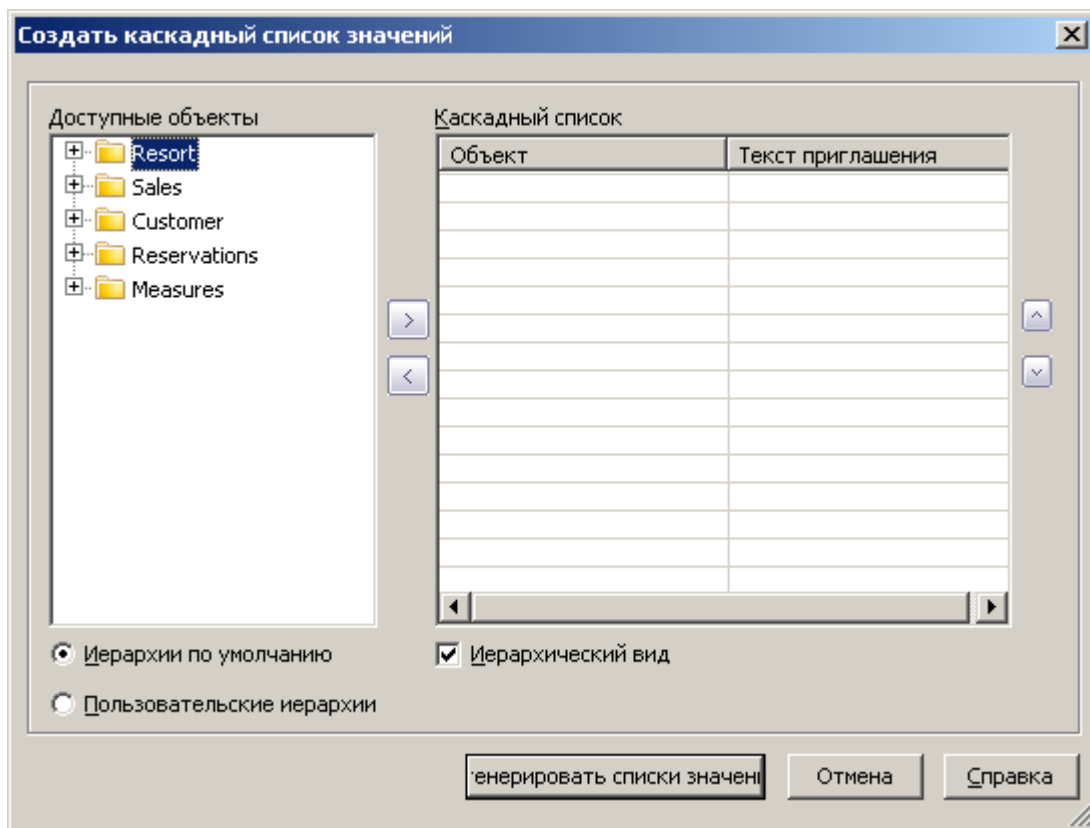 Создать каскадный список значений
Доступные объекты
Resort
Sales
Customer
Reservations
Measures
Каскадный список
Объект Текст приглашения
Иерархии по умолчанию
Пользовательские иерархии
Иерархический вид
енерировать списки значени
Отмена
Справка